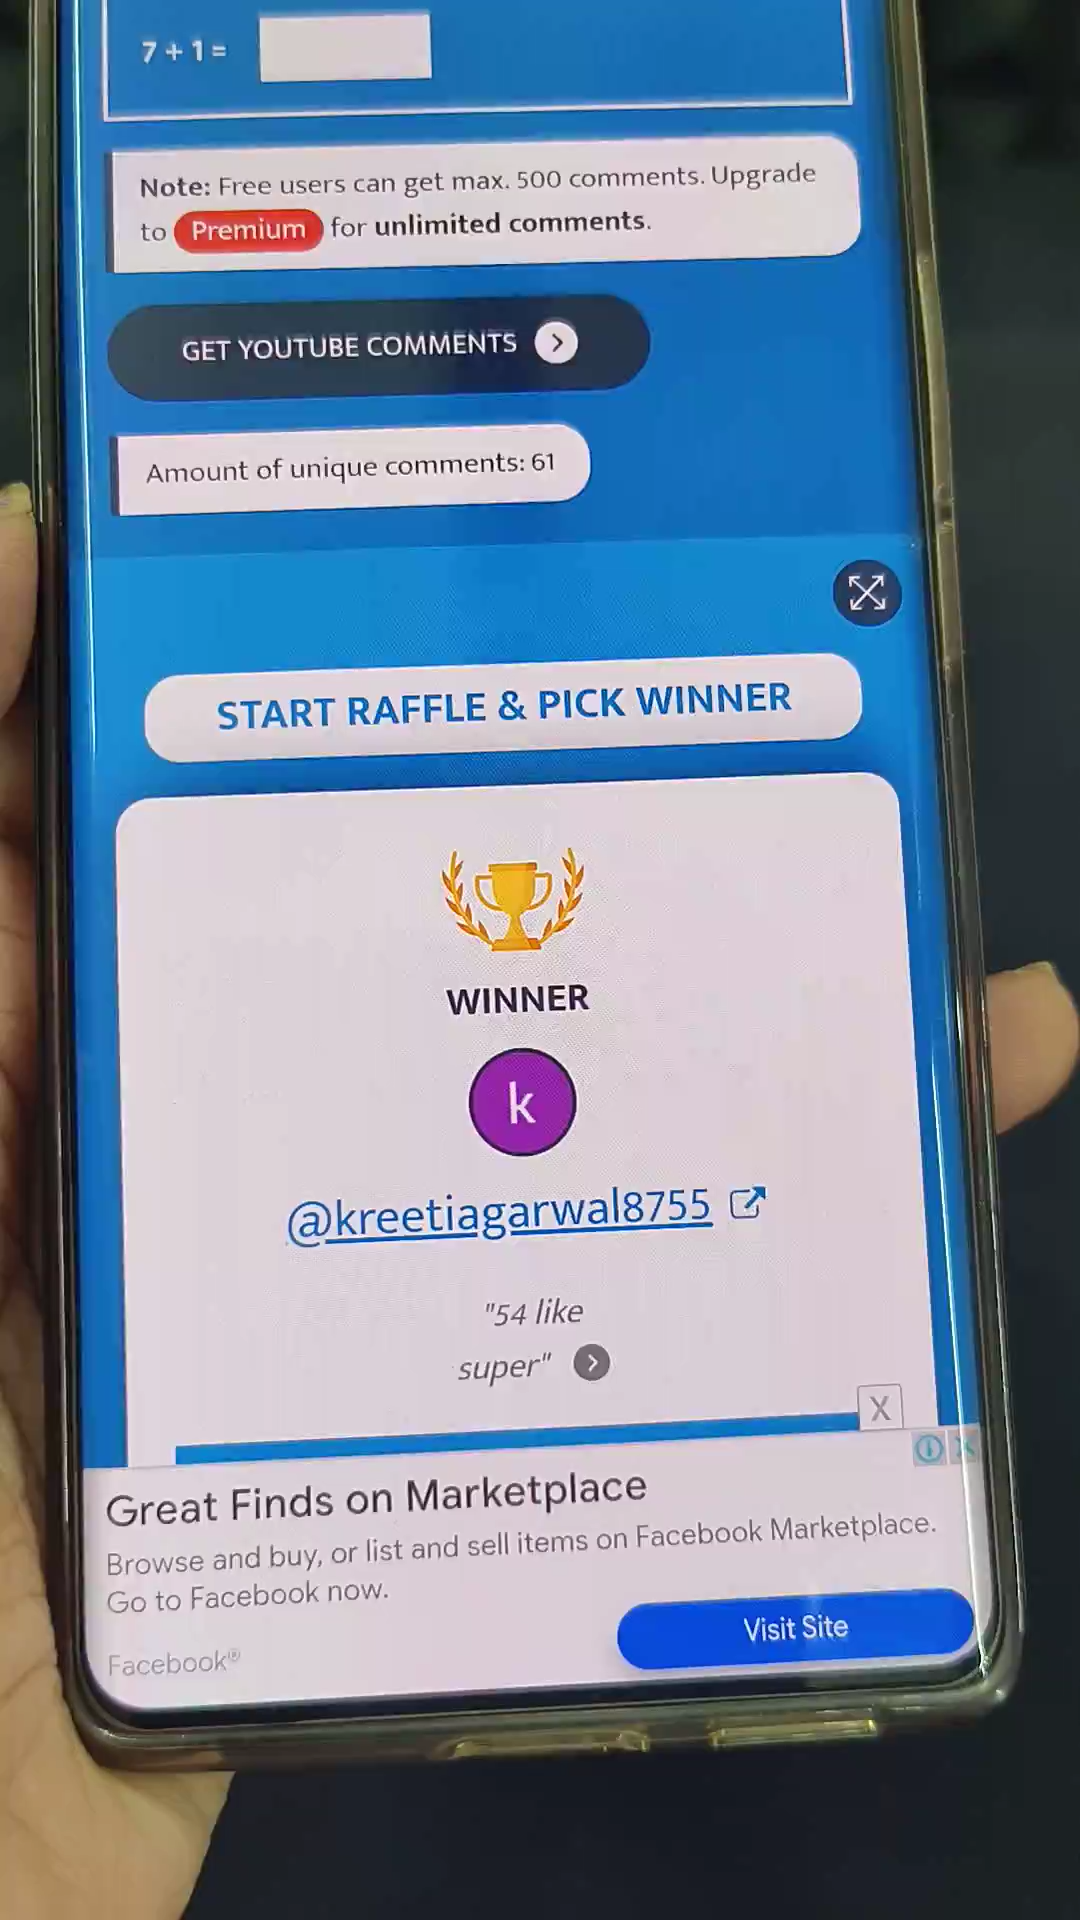 7 + 1 =
Note: Free users can get max. 500 comments. Upgrade
to Premium for unlimited comments.
GET YOUTUBE COMMENTS
Amount of unique comments: 61
START RAFFLE & PICK WINNER
WINNER
k
@kreetiagarwal8755
"54 like
super"
X
Great Finds on Marketplace
Browse and buy, or list and sell items on Facebook Marketplace.
Go to Facebook now.
Visit Site
Facebook®